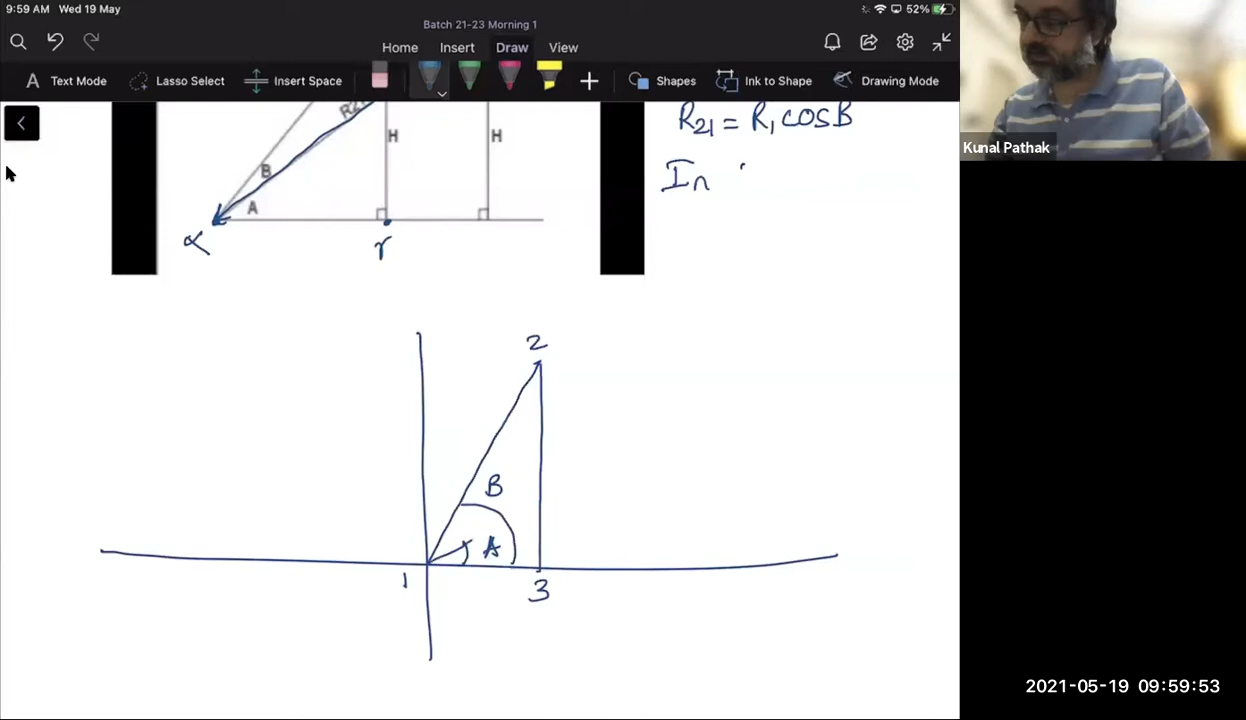 9:59 AM Wed 19 May
52%
Batch 21-23 Morning 1
Home Insert Draw View
Text Mode Lasso Select Insert Space Shapes Ink to Shape Drawing Mode
R21 = R1 cosB
In
H
H
B
A
α
r
Kunal Pathak
2
B
A
1
3
2021-05-19 09:59:53